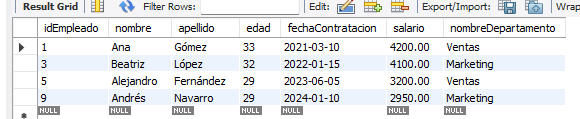 Result Grid Filter Rows: Edit: Export/Import: Wrap
idEmpleado nombre apellido edad fechaContratacion salario nombreDepartamento
1 Ana Gómez 33 2021-03-10 4200.00 Ventas
3 Beatriz López 32 2022-01-15 4100.00 Marketing
5 Alejandro Fernández 29 2023-06-05 3200.00 Ventas
9 Andrés Navarro 29 2024-01-10 2950.00 Marketing
NULL NULL NULL NULL NULL NULL NULL